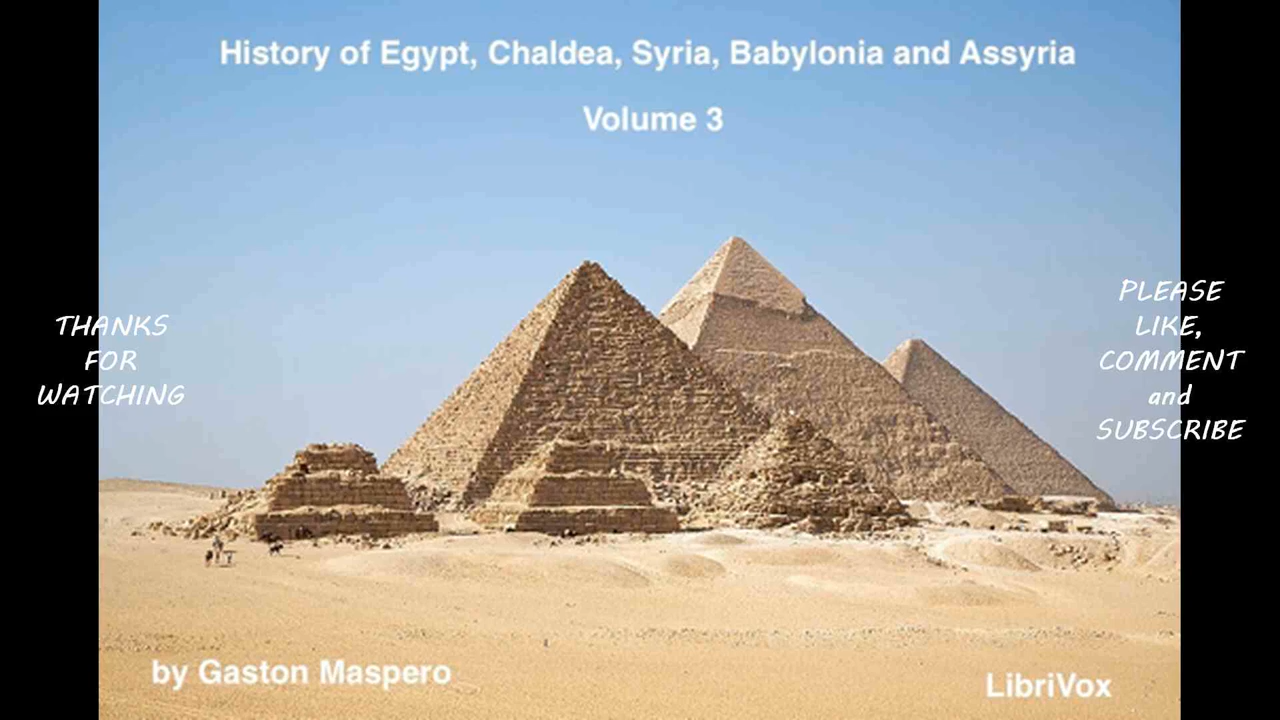 History of Egypt, Chaldea, Syria, Babylonia and Assyria
Volume 3
THANKS
FOR
WATCHING
PLEASE
LIKE,
COMMENT
and
SUBSCRIBE
by Gaston Maspero
LibriVox